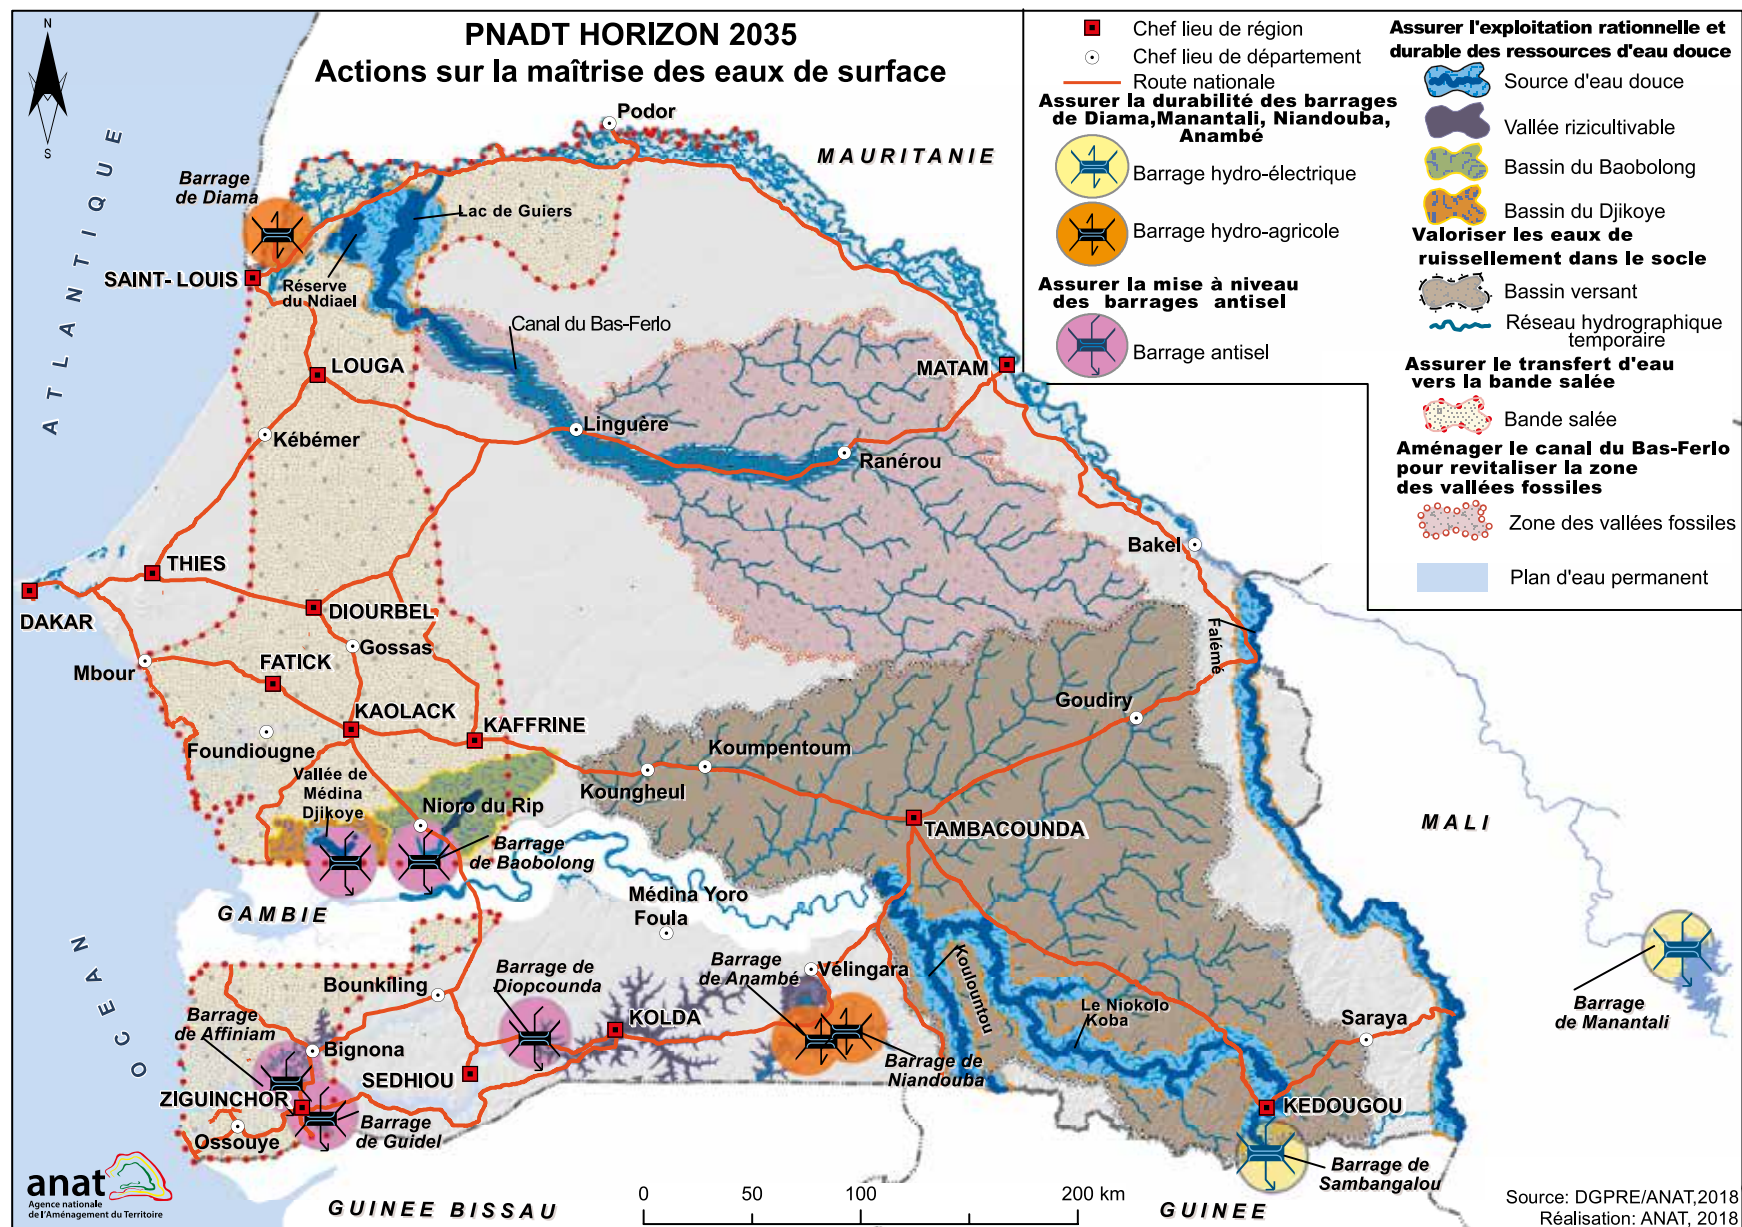 PNADT HORIZON 2035
Actions sur la maîtrise des eaux de surface
N
S
Chef lieu de région
Chef lieu de département
Route nationale
Assurer la durabilité des barrages
de Diama,Manantali, Niandouba,
Anambé
Barrage hydro-électrique
Barrage hydro-agricole
Assurer la mise à niveau
des barrages antisel
Barrage antisel
Assurer l'exploitation rationnelle et
durable des ressources d'eau douce
Source d'eau douce
Vallée rizicultivable
Bassin du Baobolong
Bassin du Djikoye
Valoriser les eaux de
ruissellement dans le socle
Bassin versant
Réseau hydrographique
temporaire
Assurer le transfert d'eau
vers la bande salée
Bande salée
Aménager le canal du Bas-Ferlo
pour revitaliser la zone
des vallées fossiles
Zone des vallées fossiles
Plan d'eau permanent
Podor
MAURITANIE
Barrage
de Diama
Lac de Guiers
SAINT- LOUIS
Réserve
du Ndiael
Canal du Bas-Ferlo
LOUGA
MATAM
Kébémer
Linguère
Ranérou
Bakel
THIES
DAKAR
DIOURBEL
Gossas
Falémé
Mbour
FATICK
KAOLACK
KAFFRINE
Goudiry
Foundiougne
Koumpentoum
Koungheul
Vallée de
Médina
Djikoye
Nioro du Rip
Barrage
de Baobolong
TAMBACOUNDA
MALI
GAMBIE
Médina Yoro
Foula
Vélingara
Barrage de
Diopcounda
Barrage
de Anambé
Bounkiling
Koulountou
Le Niokolo
Koba
Saraya
Barrage
de Manantali
Barrage
de Affiniam
Bignona
KOLDA
SEDHIOU
Barrage de
Niandouba
ZIGUINCHOR
Ossouye
Barrage
de Guidel
KEDOUGOU
Barrage de
Sambangalou
ATLANTIQUE
OCEAN
GUINEE BISSAU
GUINEE
0 50 100 200 km
anat
Agence nationale
de l'Aménagement du Territoire
Source: DGPRE/ANAT,2018
Réalisation: ANAT, 2018